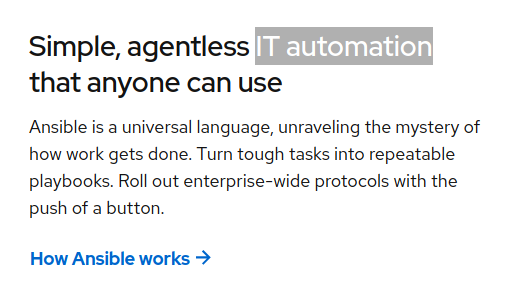 Simple, agentless IT automation
that anyone can use
Ansible is a universal language, unraveling the mystery of
how work gets done. Turn tough tasks into repeatable
playbooks. Roll out enterprise-wide protocols with the
push of a button.
How Ansible works →